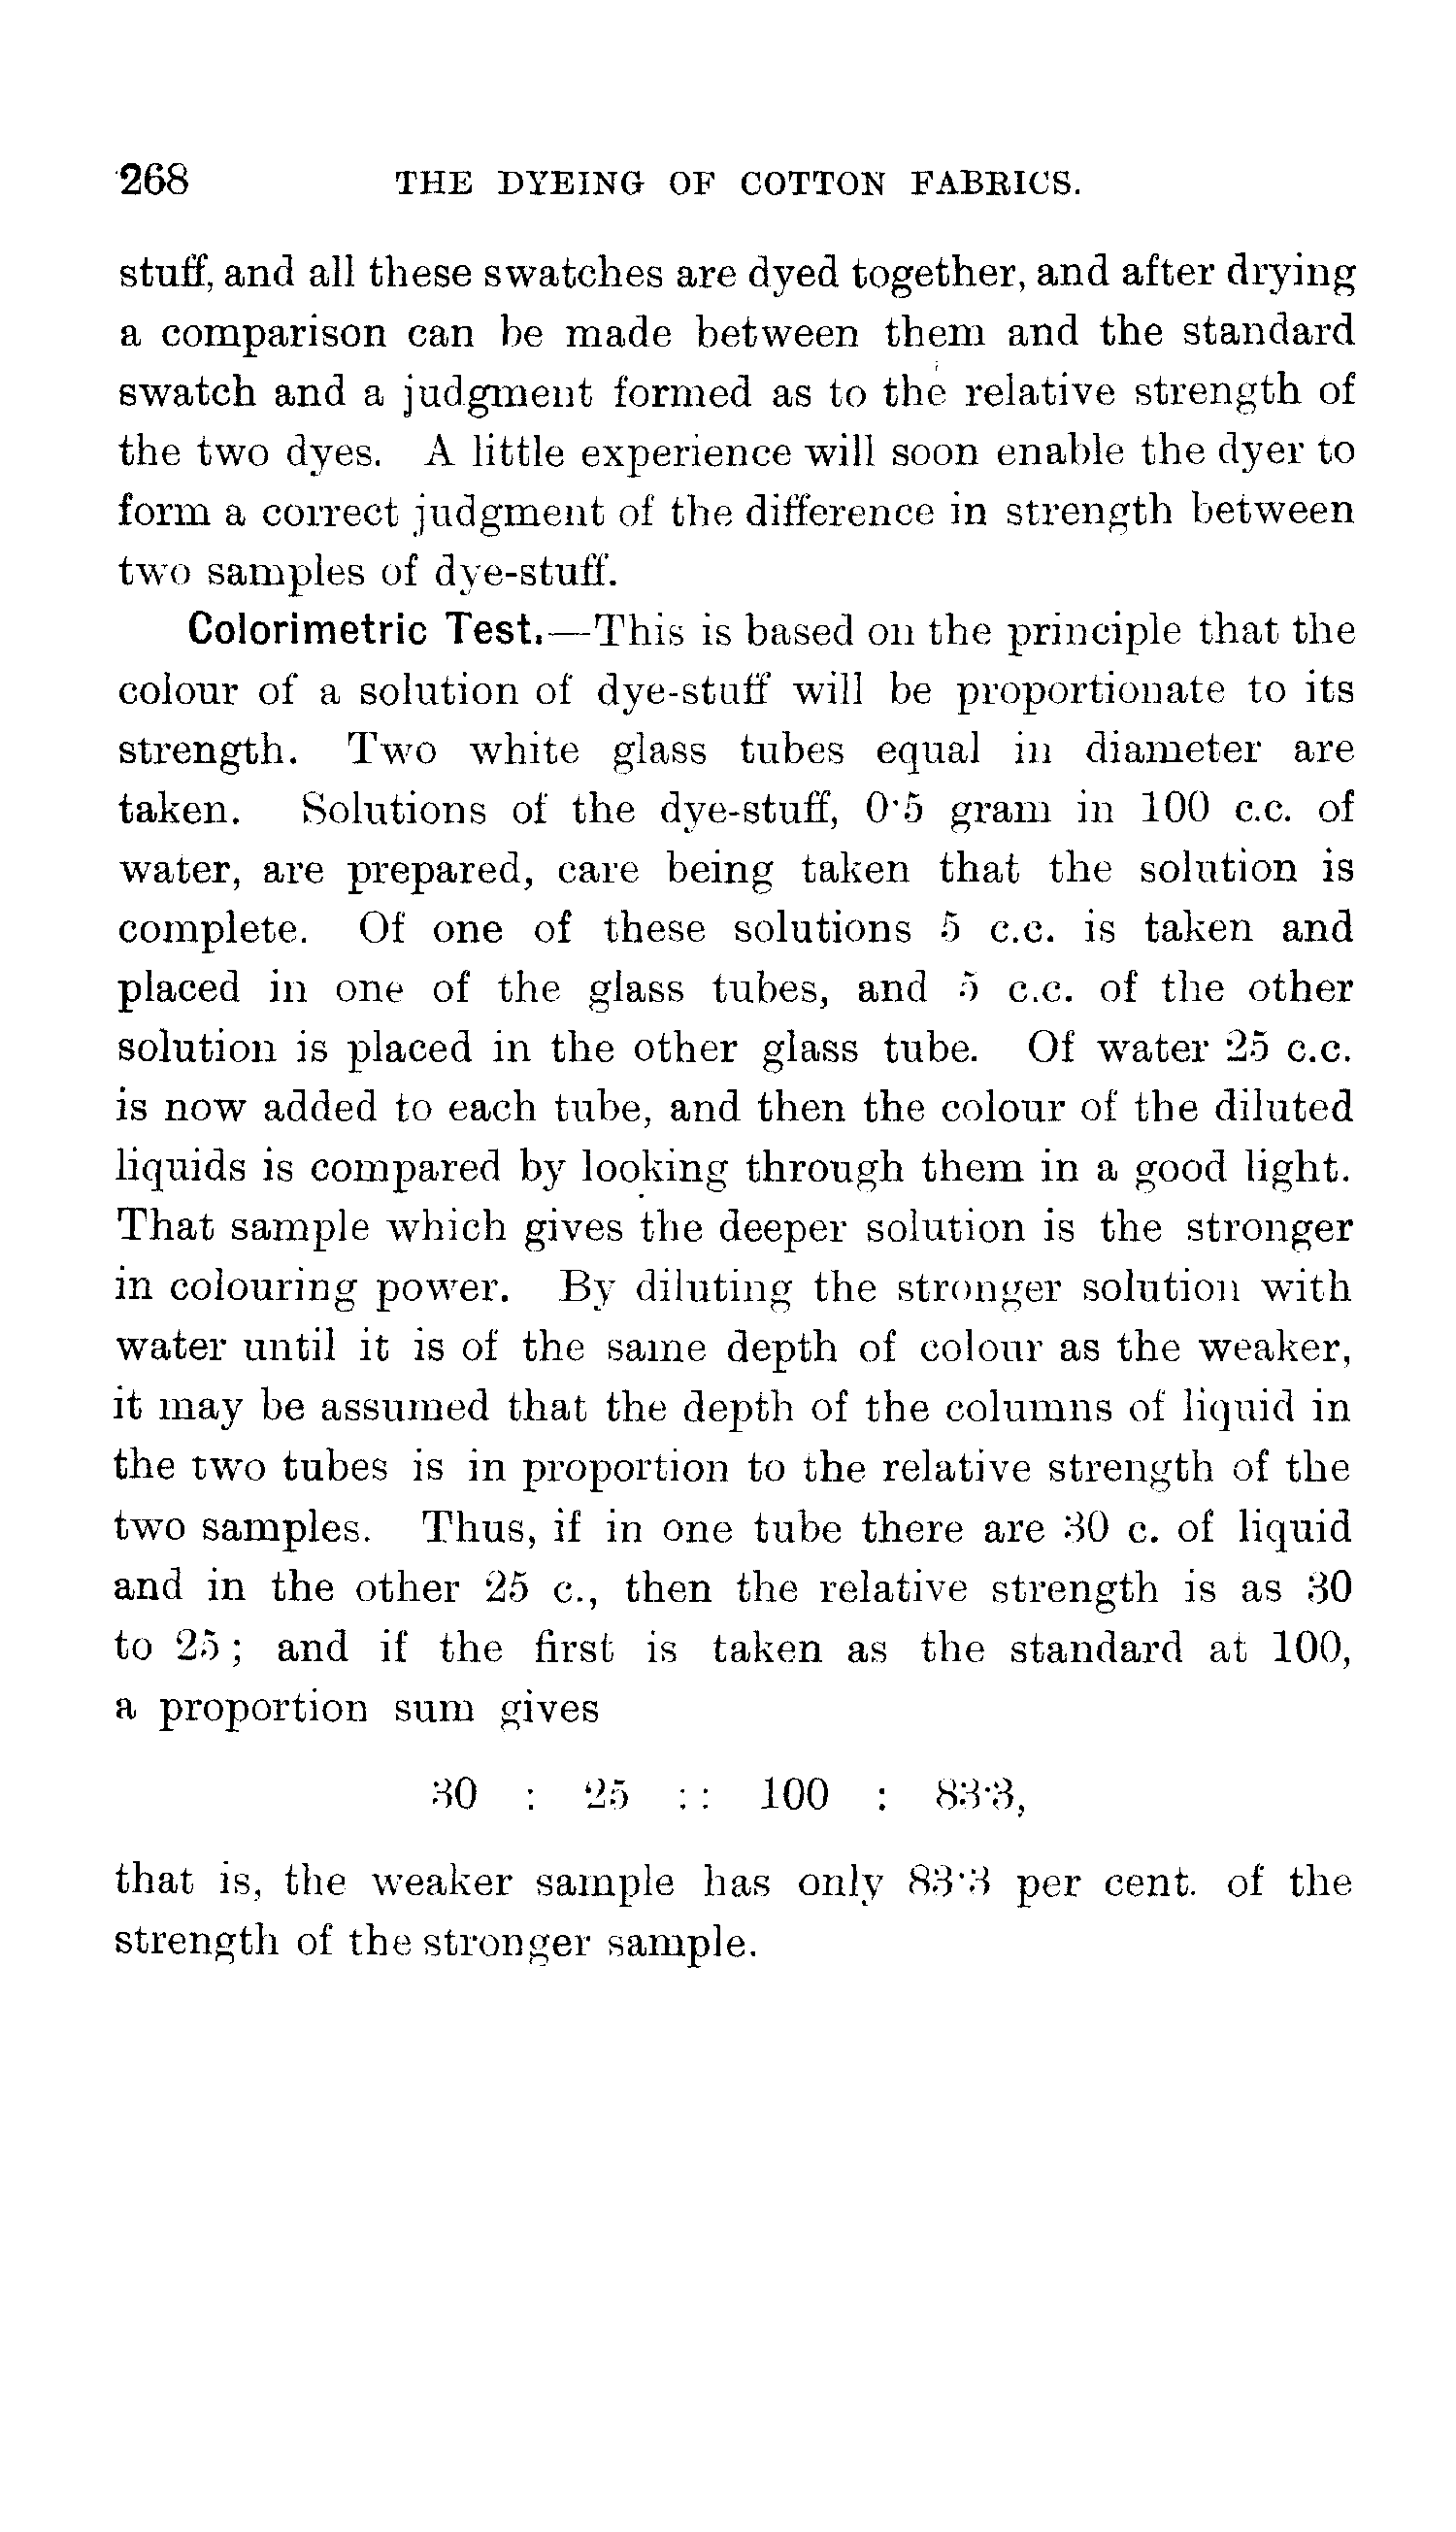 268 THE DYEING OF COTTON FABRICS.
stuff, and all these swatches are dyed together, and after drying
a comparison can be made between them and the standard
swatch and a judgment formed as to the relative strength of
the two dyes. A little experience will soon enable the dyer to
form a correct judgment of the difference in strength between
two samples of dye-stuff.
Colorimetric Test.—This is based on the principle that the
colour of a solution of dye-stuff will be proportionate to its
strength. Two white glass tubes equal in diameter are
taken. Solutions of the dye-stuff, 0·5 gram in 100 c.c. of
water, are prepared, care being taken that the solution is
complete. Of one of these solutions 5 c.c. is taken and
placed in one of the glass tubes, and 5 c.c. of the other
solution is placed in the other glass tube. Of water 25 c.c.
is now added to each tube, and then the colour of the diluted
liquids is compared by looking through them in a good light.
That sample which gives the deeper solution is the stronger
in colouring power. By diluting the stronger solution with
water until it is of the same depth of colour as the weaker,
it may be assumed that the depth of the columns of liquid in
the two tubes is in proportion to the relative strength of the
two samples. Thus, if in one tube there are 30 c. of liquid
and in the other 25 c., then the relative strength is as 30
to 25; and if the first is taken as the standard at 100,
a proportion sum gives
30 : 25 :: 100 : 83·3,
that is, the weaker sample has only 83·3 per cent. of the
strength of the stronger sample.